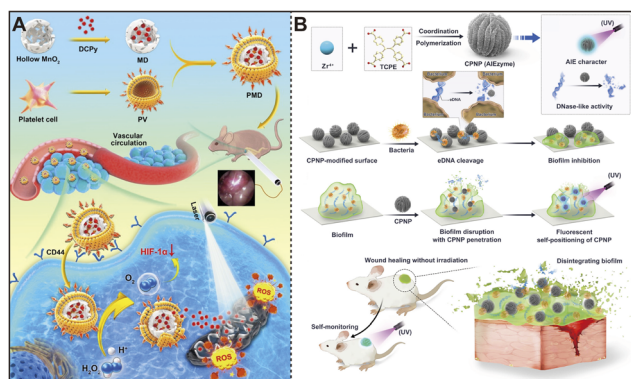 A
DCPy
Hollow MnO₂
MD
PMD
Platelet cell
PV
Vascular
circulation
Laser
CD44
HIF-1α
O₂
ROS
ROS
H⁺
H₂O₂
B
Zr⁴⁺
+
TCPE
Coordination
Polymerization
CPNP (AIEzyme)
(UV)
AIE character
DNase-like activity
eDNA
CPNP-modified surface
Bacteria
eDNA cleavage
Biofilm inhibition
(UV)
Biofilm
CPNP
Biofilm disruption
with CPNP penetration
Fluorescent
self-positioning of CPNP
Wound healing without irradiation
Disintegrating biofilm
Self-monitoring
(UV)